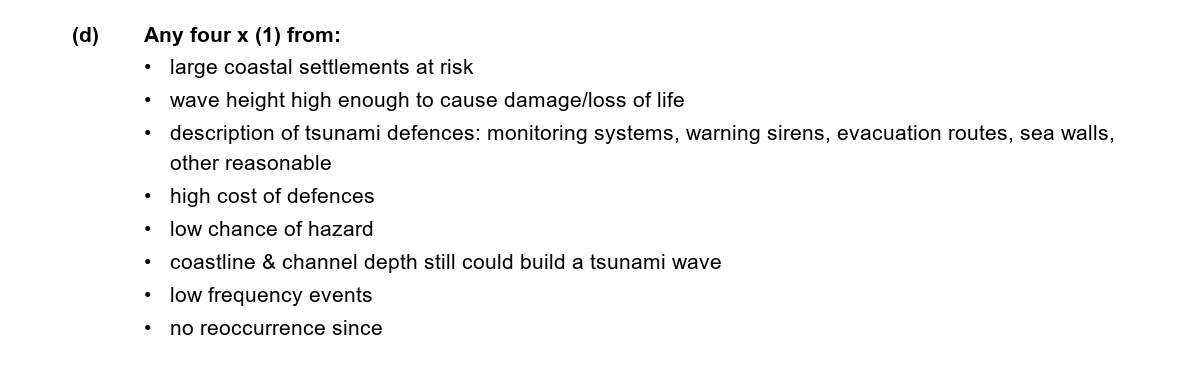 (d) Any four x (1) from:
• large coastal settlements at risk
• wave height high enough to cause damage/loss of life
• description of tsunami defences: monitoring systems, warning sirens, evacuation routes, sea walls,
other reasonable
• high cost of defences
• low chance of hazard
• coastline & channel depth still could build a tsunami wave
• low frequency events
• no reoccurrence since